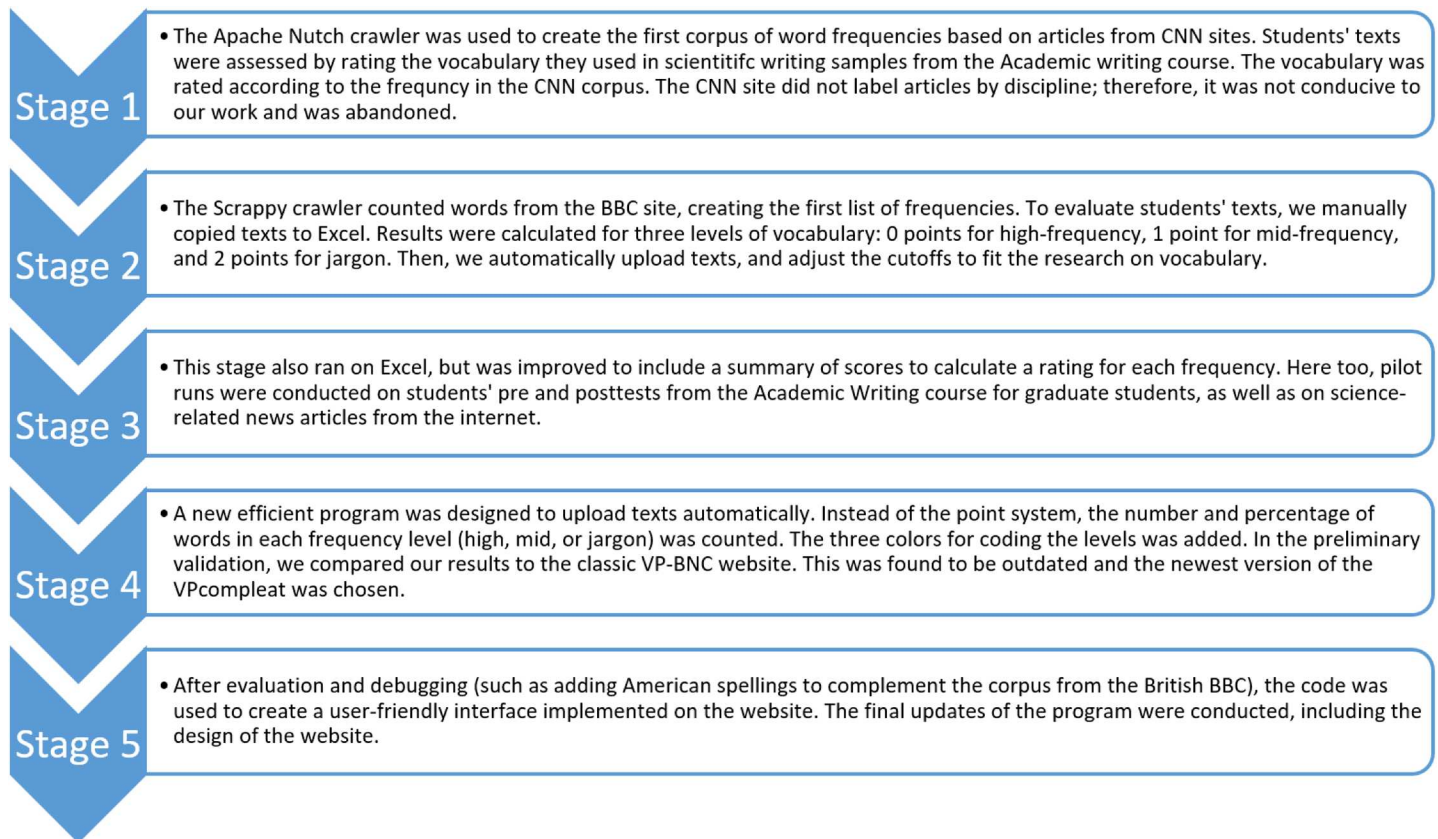 Stage 1
• The Apache Nutch crawler was used to create the first corpus of word frequencies based on articles from CNN sites. Students' texts
were assessed by rating the vocabulary they used in scientitifc writing samples from the Academic writing course. The vocabulary was
rated according to the frequncy in the CNN corpus. The CNN site did not label articles by discipline; therefore, it was not conducive to
our work and was abandoned.
Stage 2
• The Scrappy crawler counted words from the BBC site, creating the first list of frequencies. To evaluate students' texts, we manually
copied texts to Excel. Results were calculated for three levels of vocabulary: 0 points for high-frequency, 1 point for mid-frequency,
and 2 points for jargon. Then, we automatically upload texts, and adjust the cutoffs to fit the research on vocabulary.
Stage 3
• This stage also ran on Excel, but was improved to include a summary of scores to calculate a rating for each frequency. Here too, pilot
runs were conducted on students' pre and posttests from the Academic Writing course for graduate students, as well as on science-
related news articles from the internet.
Stage 4
• A new efficient program was designed to upload texts automatically. Instead of the point system, the number and percentage of
words in each frequency level (high, mid, or jargon) was counted. The three colors for coding the levels was added. In the preliminary
validation, we compared our results to the classic VP-BNC website. This was found to be outdated and the newest version of the
VPcompleat was chosen.
Stage 5
• After evaluation and debugging (such as adding American spellings to complement the corpus from the British BBC), the code was
used to create a user-friendly interface implemented on the website. The final updates of the program were conducted, including the
design of the website.